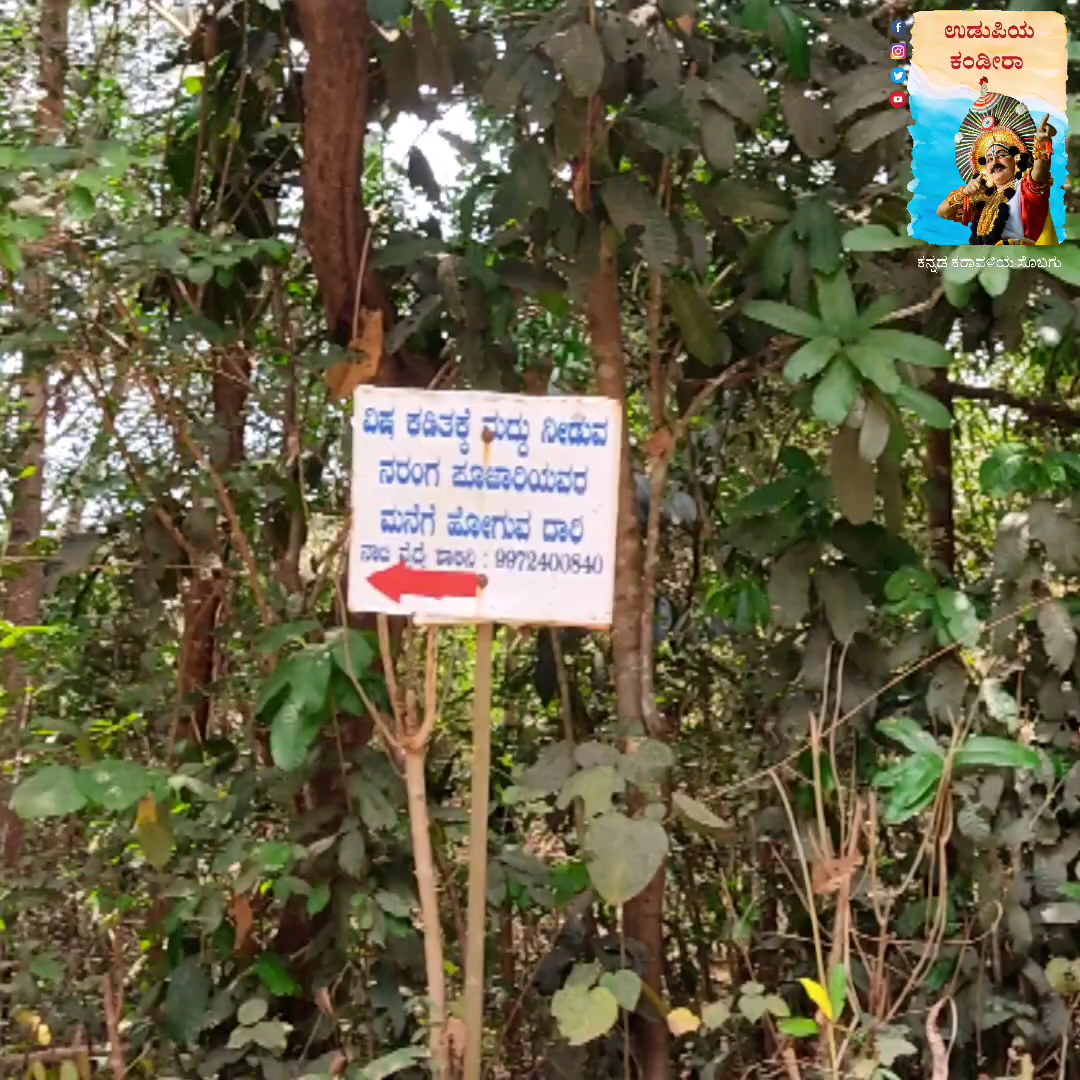 ಉಡುಪಿಯ
ಕಂಡೀರಾ
ಕನ್ನಡ ಕರಾವಳಿಯ ಸೊಬಗು
ವಿಷ ಕಡಿತಕ್ಕೆ ಮದ್ದು ನೀಡುವ
ನರಂಗ ಪೂಜಾರಿಯವರ
ಮನೆಗೆ ಹೋಗುವ ದಾರಿ
ನಾಟಿ ವೈದ್ಯೆ : 9972400840